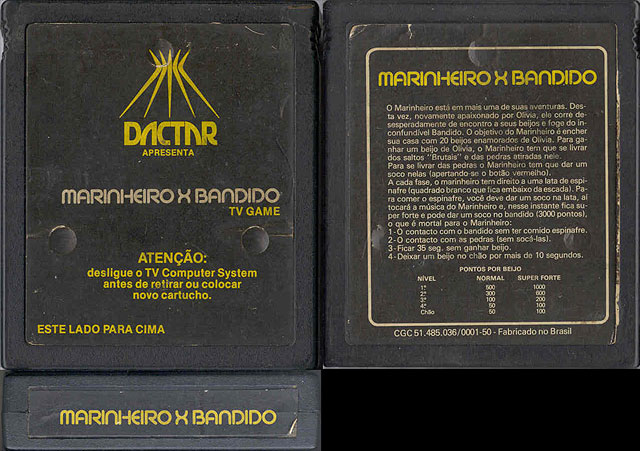 DACTAR
APRESENTA
MARINHEIRO X BANDIDO
TV GAME
ATENÇÃO:
desligue o TV Computer System
antes de retirar ou colocar
novo cartucho.
ESTE LADO PARA CIMA
MARINHEIRO X BANDIDO
MARINHEIRO X BANDIDO
O Marinheiro está em mais uma de suas aventuras. Des-
ta vez, novamente apaixonado por Olívia, ele corre de-
sesperadamente de encontro a seus beijos e foge do in-
confundível Bandido. O objetivo do Marinheiro é encher
sua casa com 20 beijos enamorados de Olívia. Para ga-
nhar um beijo de Olívia, o Marinheiro tem que se livrar
dos saltos "Brutais" e das pedras atiradas nele.
Para se livrar das pedras o Marinheiro tem que dar um
soco nelas (apertando-se o botão vermelho).
A cada fase, o marinheiro tem direito a uma lata de espi-
nafre (quadrado branco que fica embaixo da escada). Pa-
ra comer o espinafre, você deve dar um soco na lata, aí
tocará a música do Marinheiro e, nesse instante fica su-
per forte e pode dar um soco no bandido (3000 pontos),
o que é mortal para o Marinheiro:
1 - O contacto com o bandido sem ter comido espinafre.
2 - O contacto com as pedras (sem socá-las).
3 - Ficar 35 seg. sem ganhar beijo.
4 - Deixar um beijo no chão por mais de 10 segundos.
PONTOS POR BEIJO
NÍVEL NORMAL SUPER FORTE
1º 500 1000
2º 300 600
3º 100 200
4º 50 100
Chão 50 100
CGC 51.485.036/0001-50 - Fabricado no Brasil